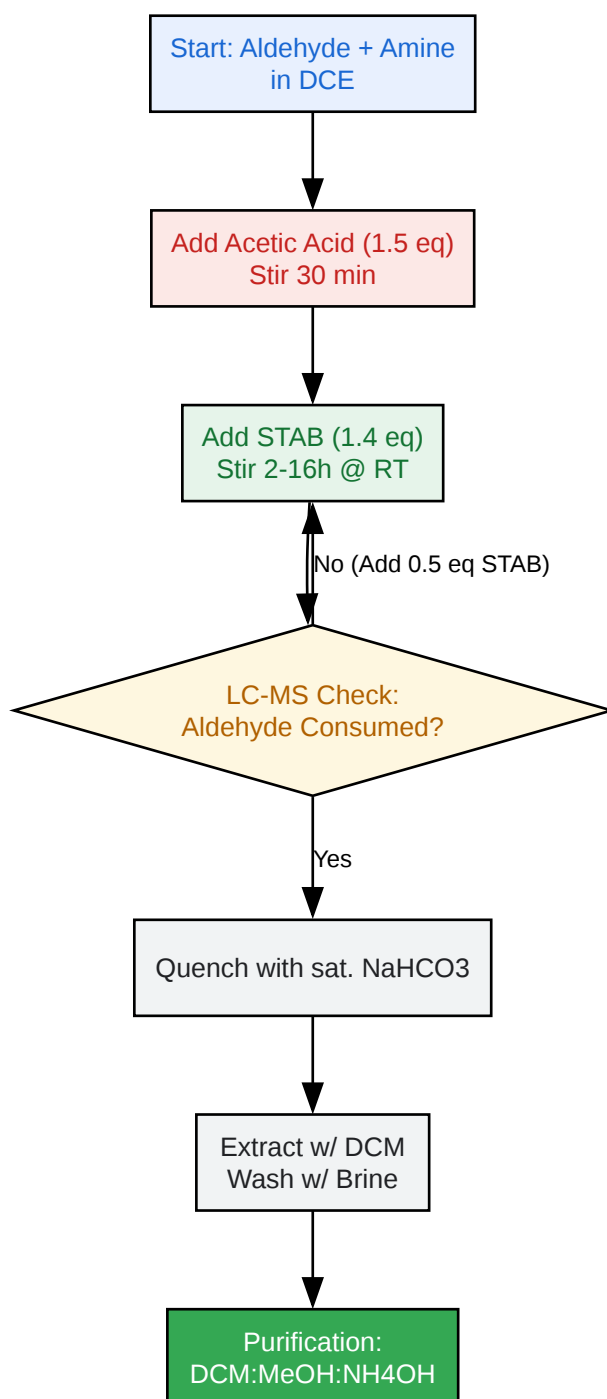 Start: Aldehyde + Amine
in DCE
Add Acetic Acid (1.5 eq)
Stir 30 min
Add STAB (1.4 eq)
Stir 2-16h @ RT
No (Add 0.5 eq STAB)
LC-MS Check:
Aldehyde Consumed?
Yes
Quench with sat. NaHCO3
Extract w/ DCM
Wash w/ Brine
Purification:
DCM:MeOH:NH4OH